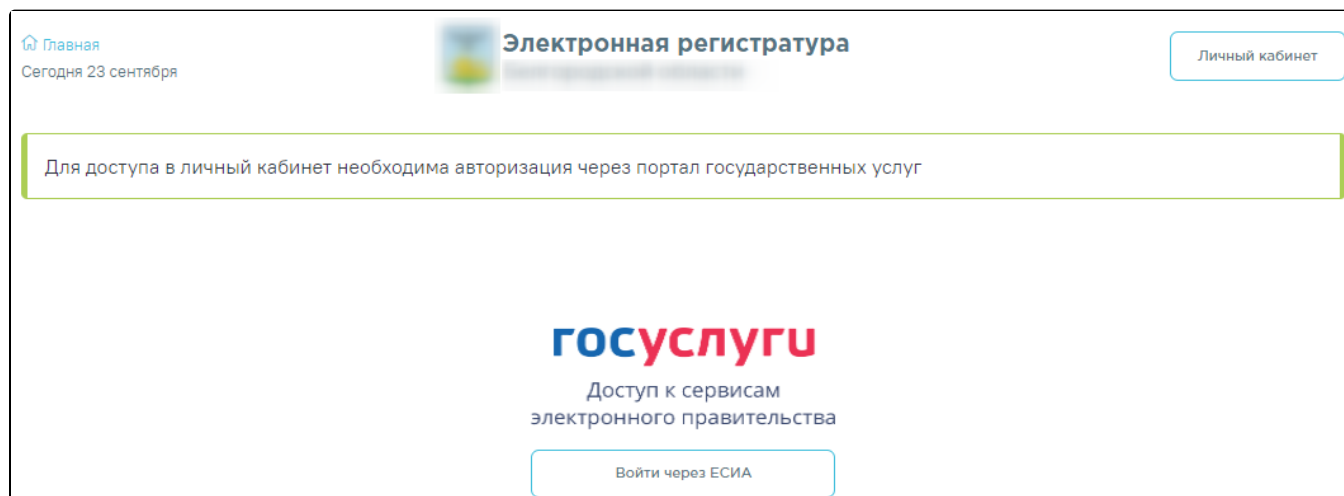 Главная
Сегодня 23 сентября
Электронная регистратура
Личный кабинет
Для доступа в личный кабинет необходима авторизация через портал государственных услуг
госуслуги
Доступ к сервисам
электронного правительства
Войти через ЕСИА